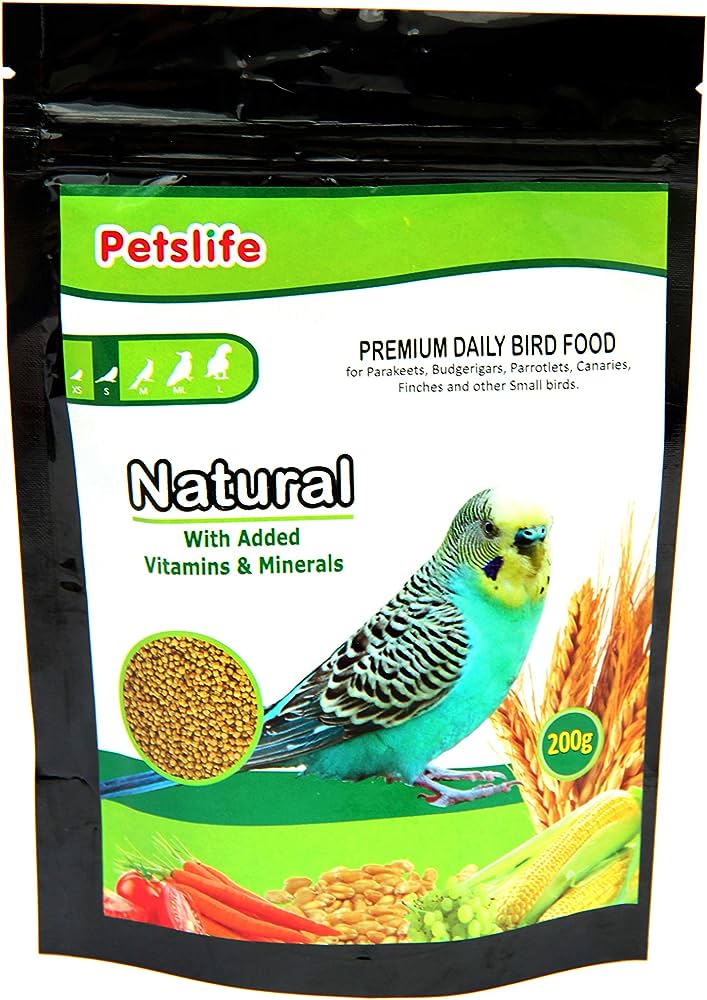 Petslife
XS S M ML L
PREMIUM DAILY BIRD FOOD
for Parakeets, Budgerigars, Parrotlets, Canaries,
Finches and other Small birds.
Natural
With Added
Vitamins & Minerals
200g